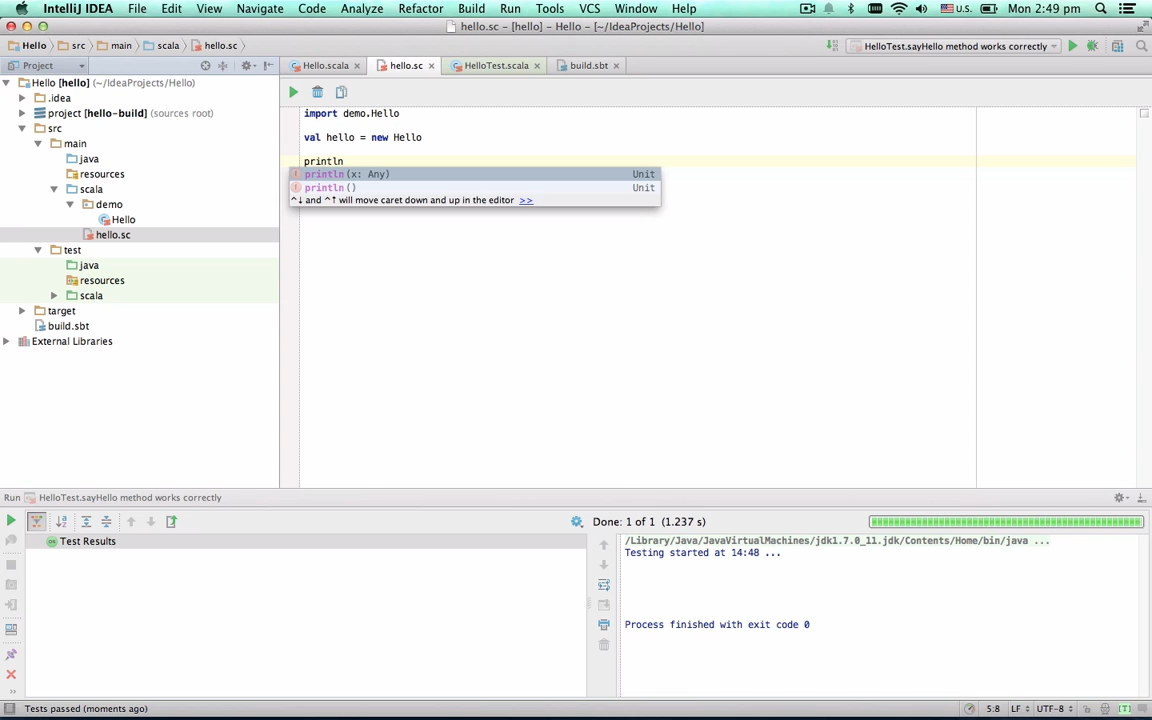 IntelliJ IDEA File Edit View Navigate Code Analyze Refactor Build Run Tools VCS Window Help U.S. Mon 2:49 pm
hello.sc – [hello] – Hello – [~/IdeaProjects/Hello]
Hello src main scala hello.sc HelloTest.sayHello method works correctly
Project Hello.scala hello.sc HelloTest.scala build.sbt
Hello [hello] (~/IdeaProjects/Hello)
.idea
project [hello-build] (sources root)
src
main
java
resources
scala
demo
Hello
hello.sc
test
java
resources
scala
target
build.sbt
External Libraries
import demo.Hello
val hello = new Hello
println
println(x: Any) Unit
println() Unit
^↓ and ^↑ will move caret down and up in the editor >>
Run HelloTest.sayHello method works correctly
Done: 1 of 1 (1.237 s)
OK Test Results
/Library/Java/JavaVirtualMachines/jdk1.7.0_11.jdk/Contents/Home/bin/java ...
Testing started at 14:48 ...
Process finished with exit code 0
Tests passed (moments ago) 5:8 LF UTF-8 [T]